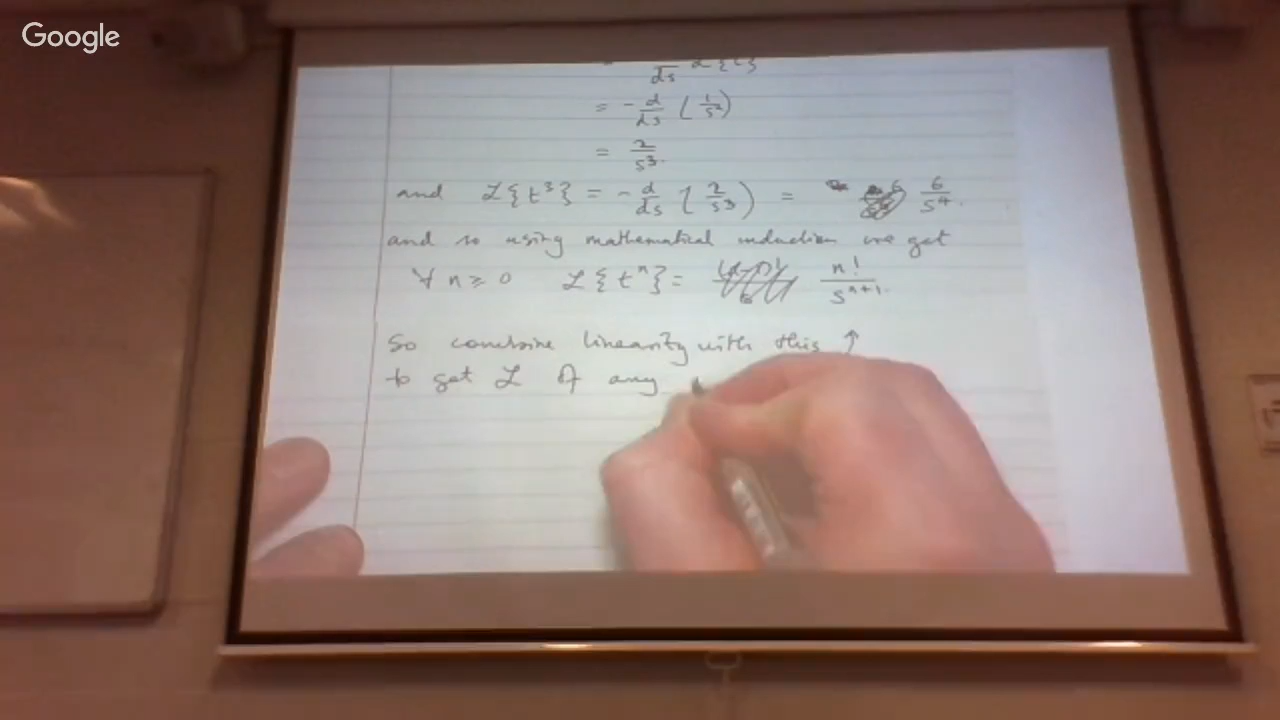 Google
= d/ds L{t}
= - d/ds (1/s²)
= 2/s³.
and L{t³} = - d/ds (2/s³) = 6/s⁴.
and so using mathematical induction we get
∀ n ≥ 0 L{tⁿ} = n!/sⁿ⁺¹.
So combine linearity with this ↑
to get L of any